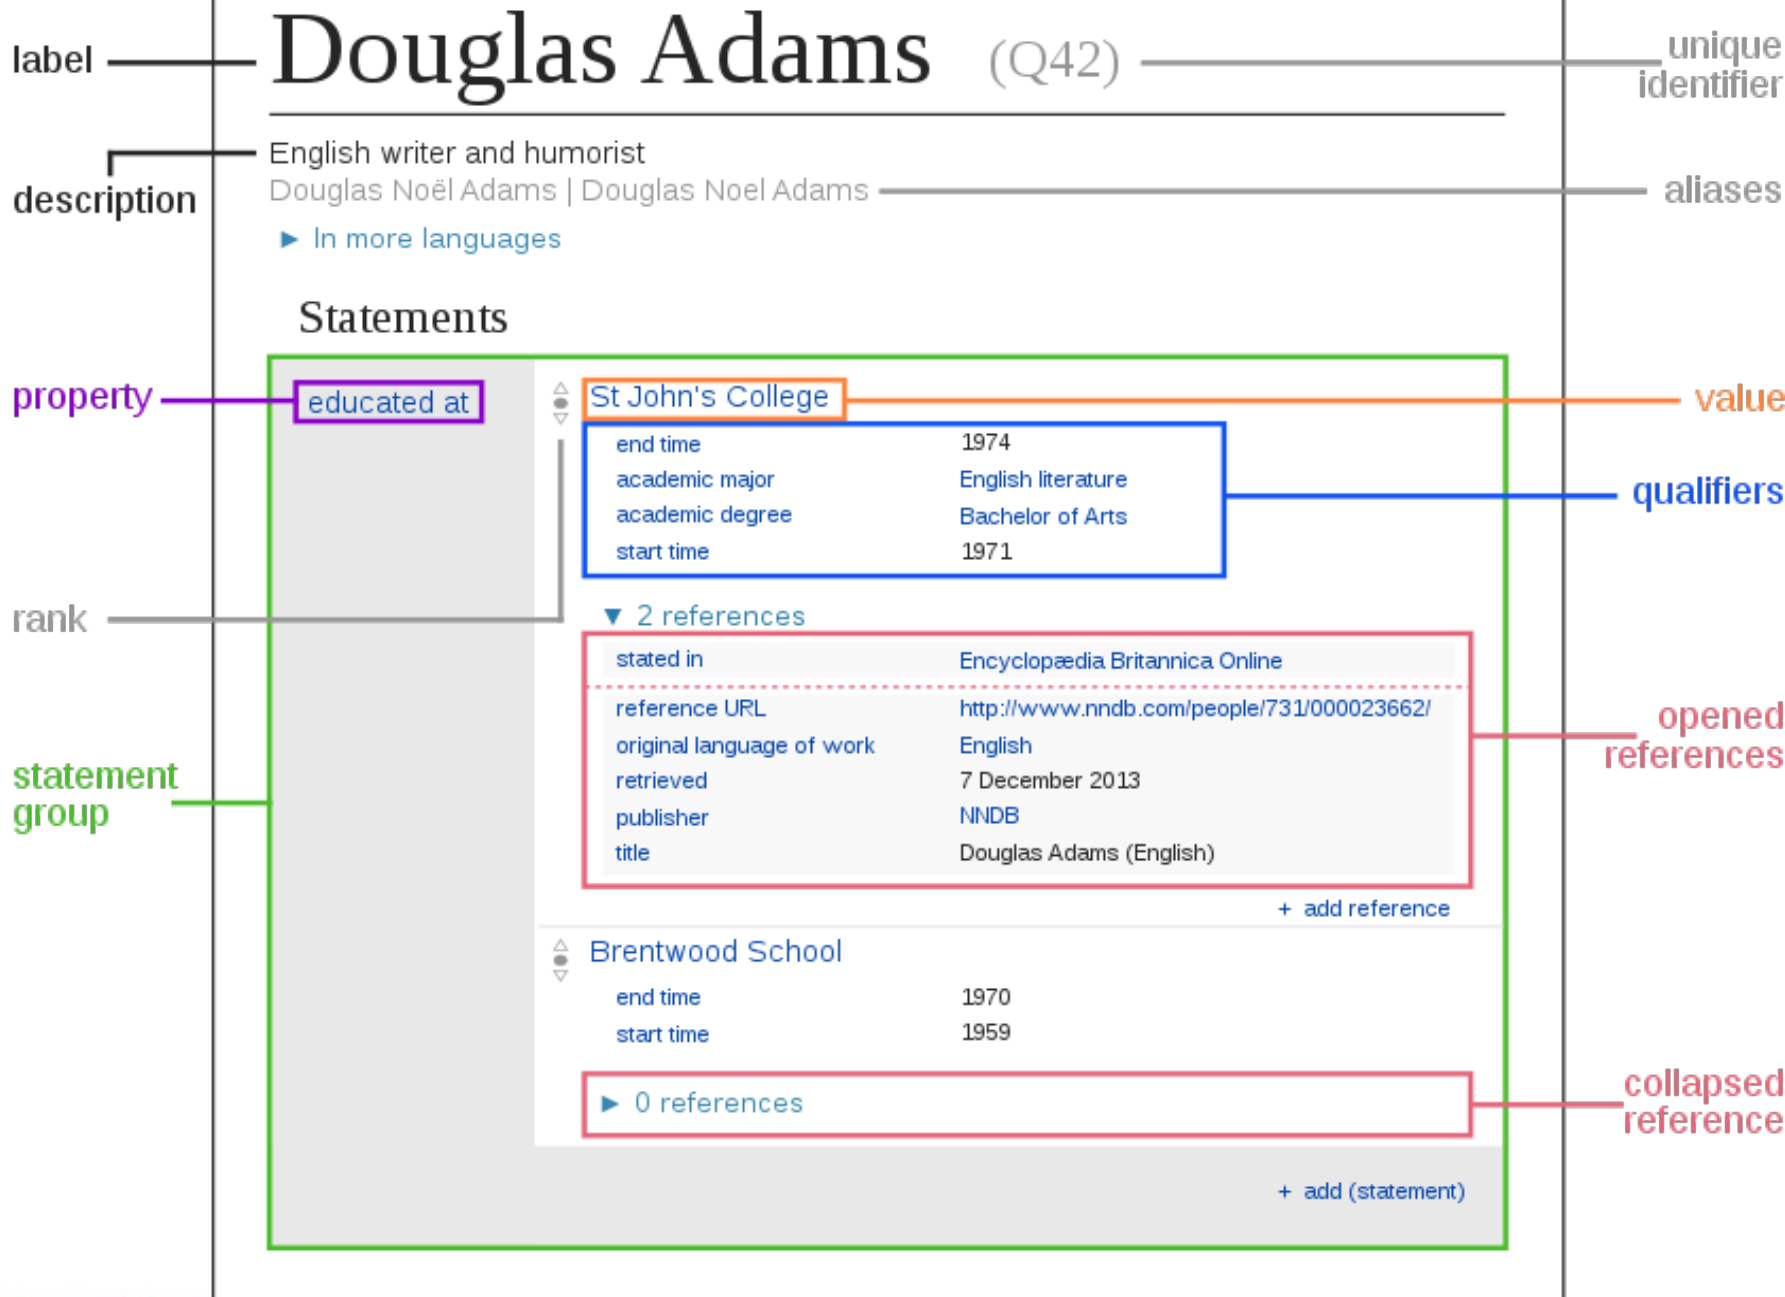 label
Douglas Adams (Q42)
unique
identifier
description
English writer and humorist
Douglas Noël Adams | Douglas Noel Adams
aliases
► In more languages
Statements
property
educated at
St John's College
value
end time 1974
academic major English literature
academic degree Bachelor of Arts
start time 1971
qualifiers
rank
▼ 2 references
stated in Encyclopædia Britannica Online
reference URL http://www.nndb.com/people/731/000023662/
original language of work English
retrieved 7 December 2013
publisher NNDB
title Douglas Adams (English)
opened
references
statement
group
+ add reference
Brentwood School
end time 1970
start time 1959
► 0 references
collapsed
reference
+ add (statement)